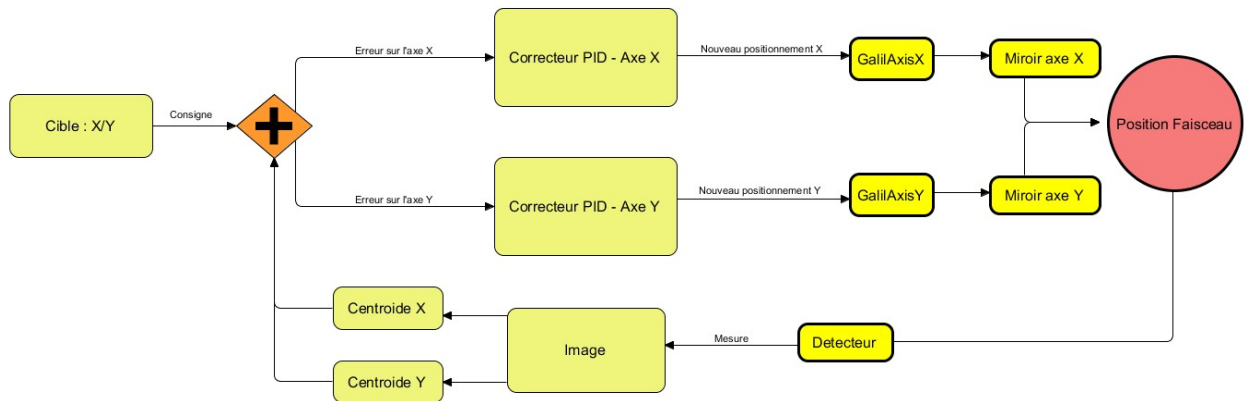 Cible : X/Y
Consigne
Erreur sur l'axe X
Correcteur PID - Axe X
Nouveau positionnement X
GalilAxisX
Miroir axe X
Position Faisceau
Erreur sur l'axe Y
Correcteur PID - Axe Y
Nouveau positionnement Y
GalilAxisY
Miroir axe Y
Centroide X
Centroide Y
Image
Mesure
Detecteur